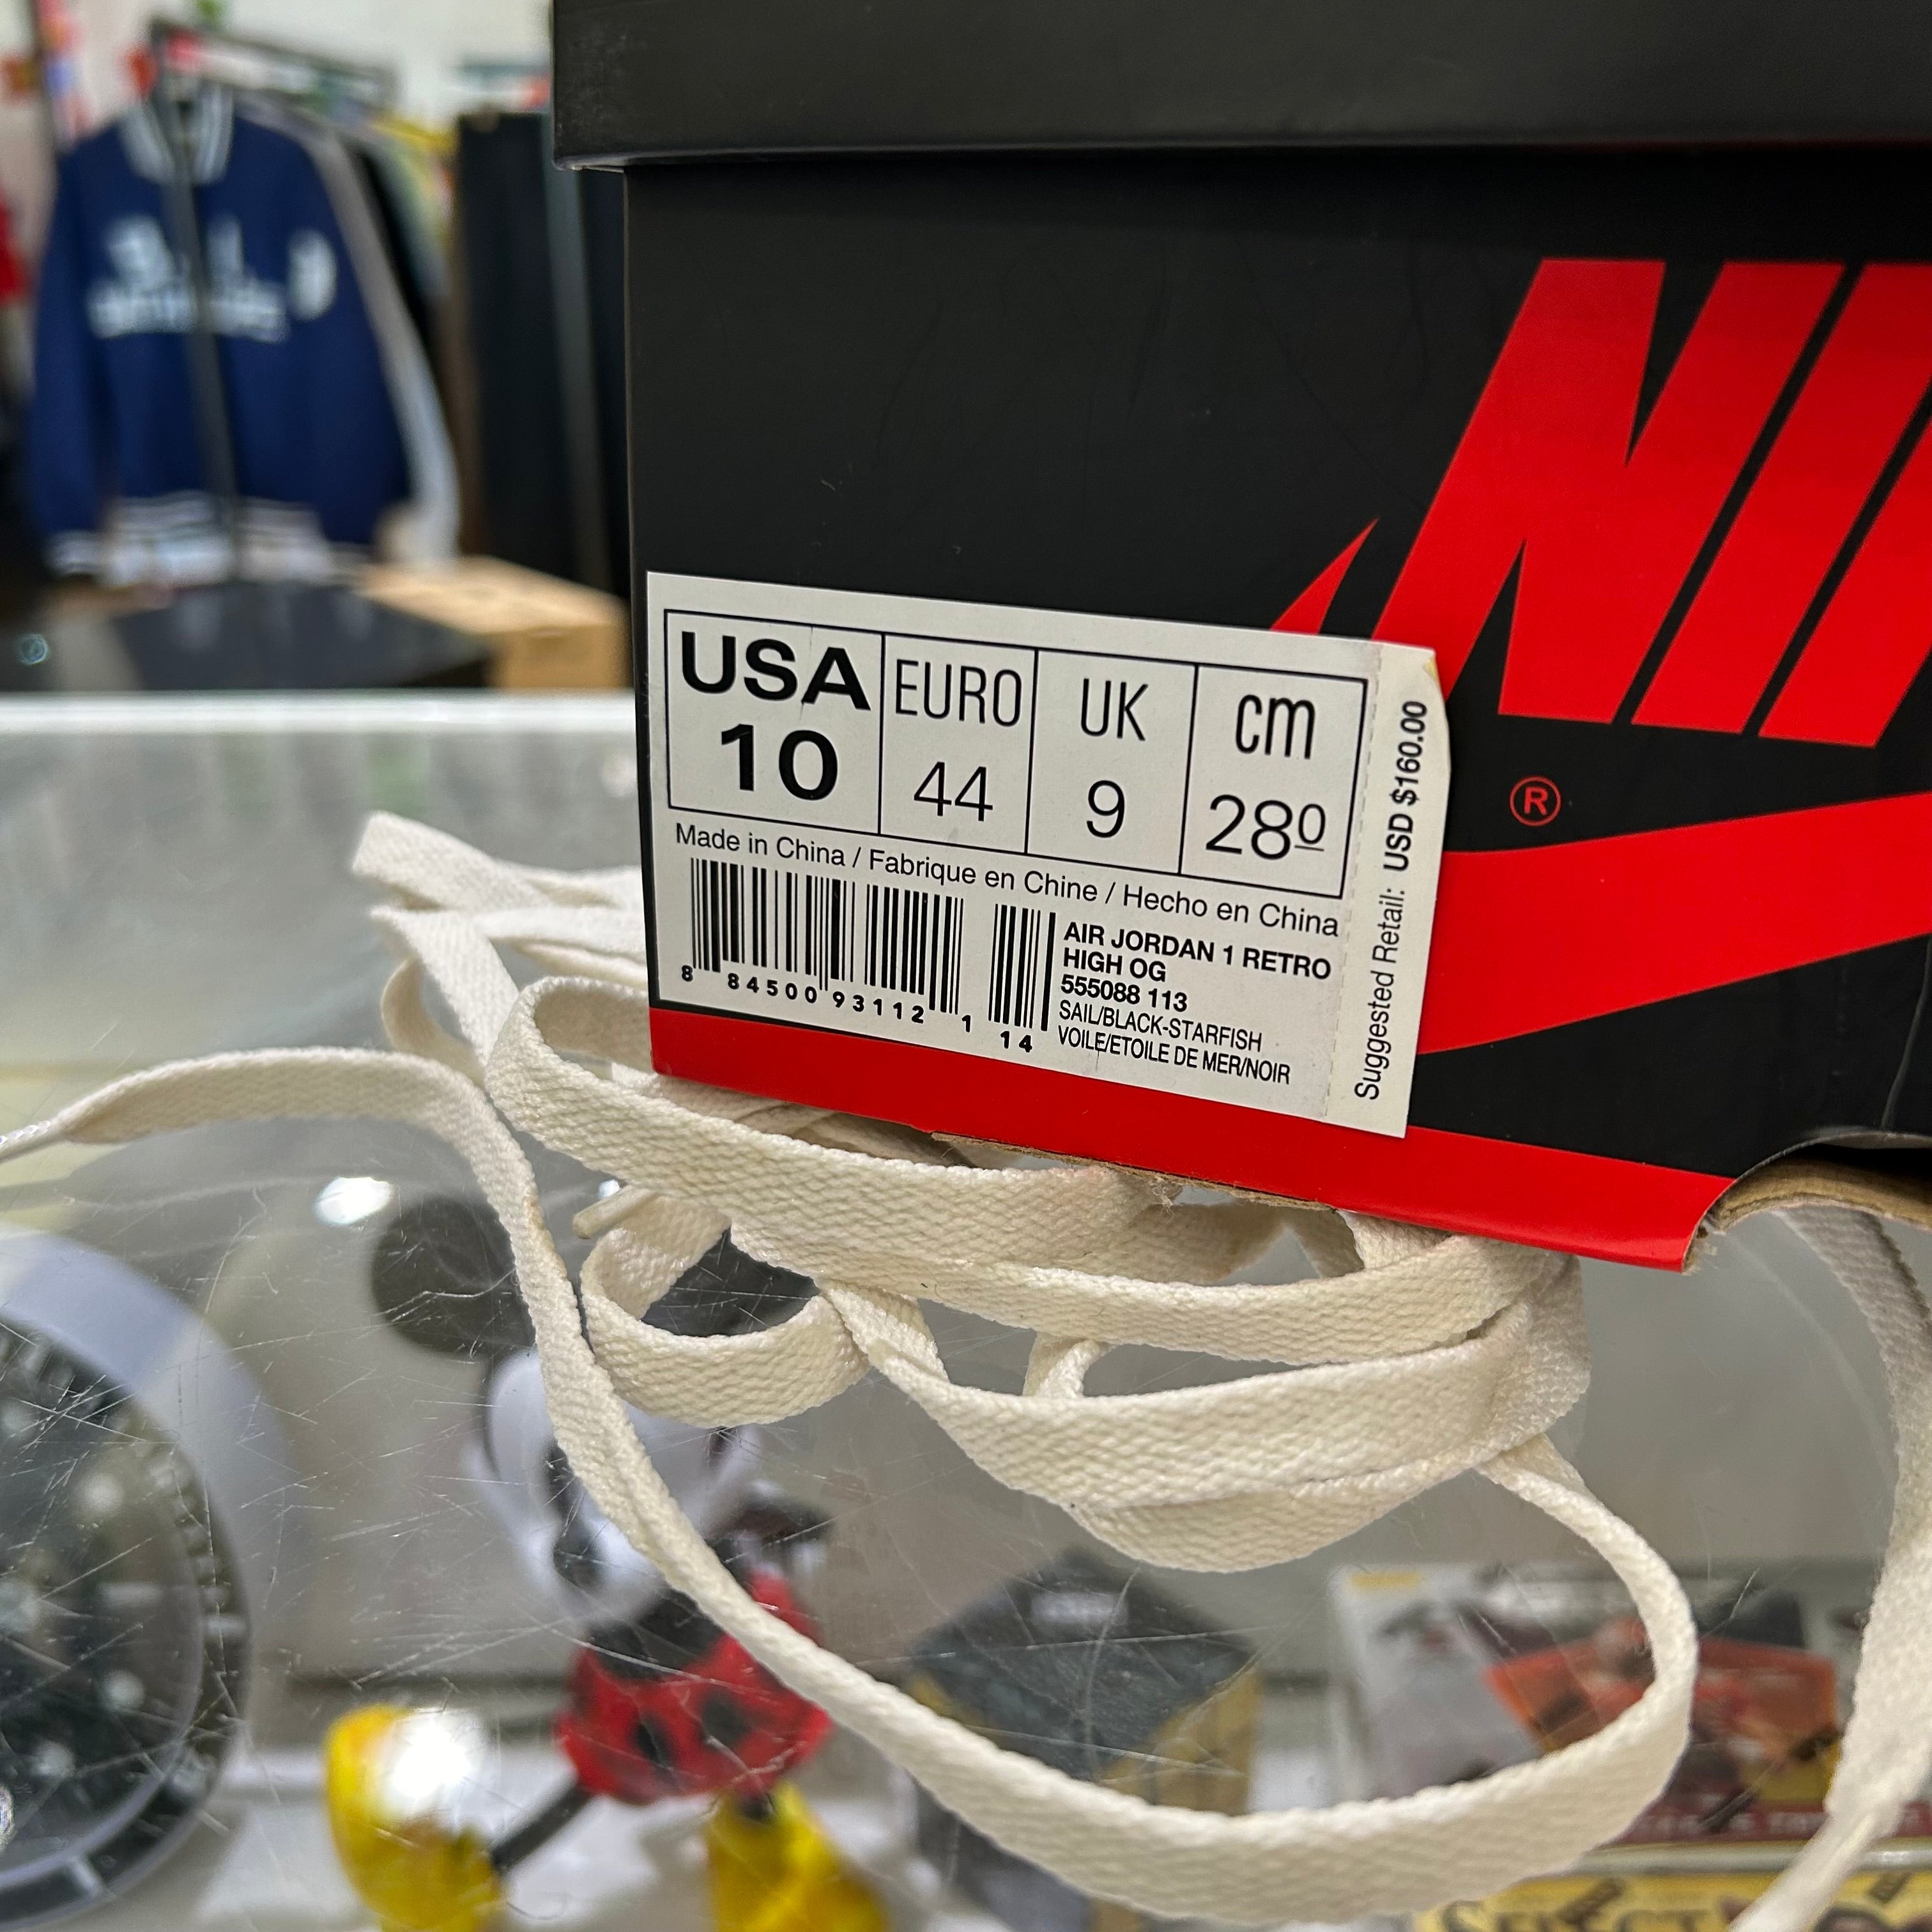 USA EURO UK cm
10 44 9 28⁰
Made in China / Fabrique en Chine / Hecho en China
8 84500 93112 1 14
AIR JORDAN 1 RETRO
HIGH OG
555088 113
SAIL/BLACK-STARFISH
VOILE/ETOILE DE MER/NOIR
Suggested Retail: USD $160.00
®
SELECT